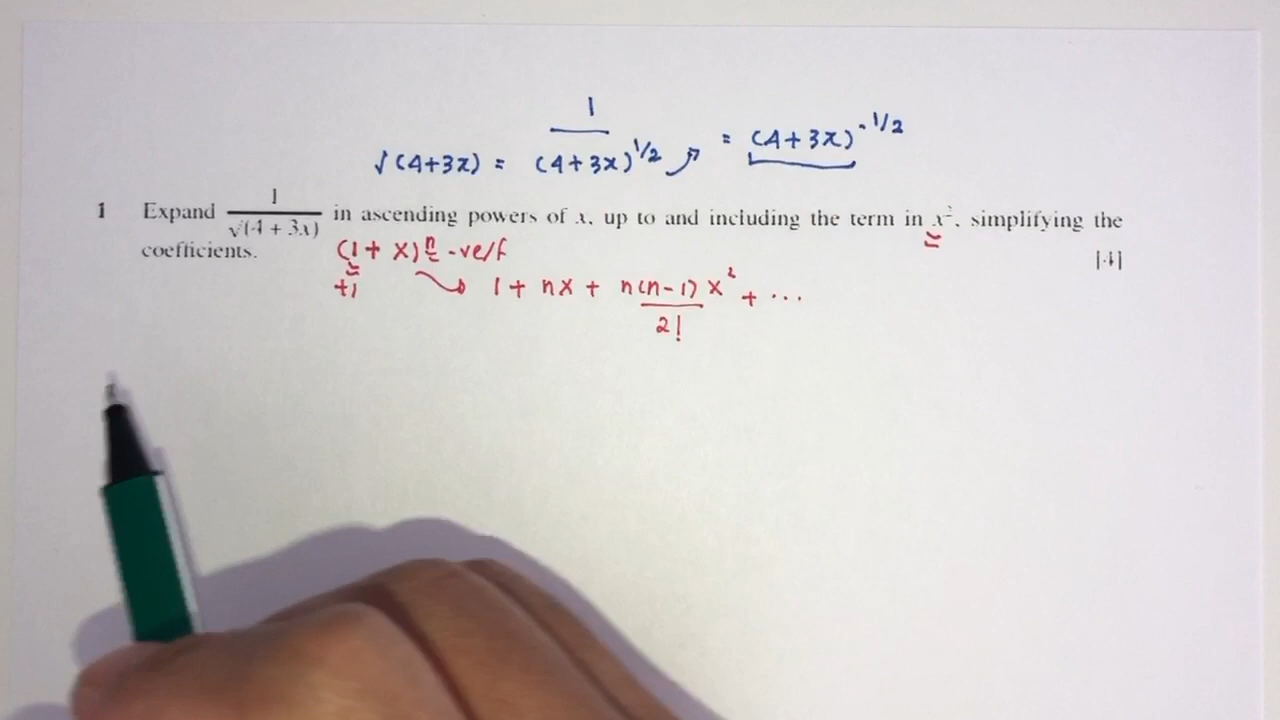 1
√(4+3x) = (4+3x)^1/2 = (4+3x)^-1/2
1 Expand 1/√(4 + 3x) in ascending powers of x, up to and including the term in x², simplifying the
coefficients. [4]
(1 + x)^n -ve/f
+1 1 + nx + n(n-1) x² + ...
2!